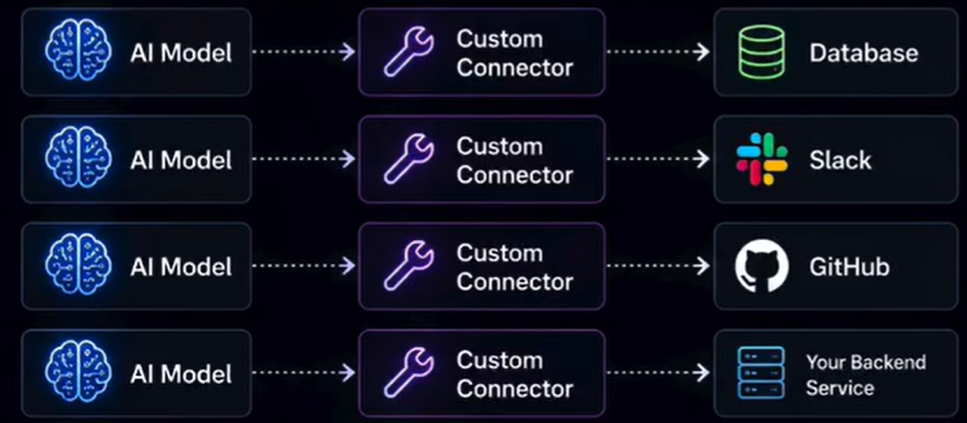 AI Model
Custom
Connector
Database
AI Model
Custom
Connector
Slack
AI Model
Custom
Connector
GitHub
AI Model
Custom
Connector
Your Backend
Service